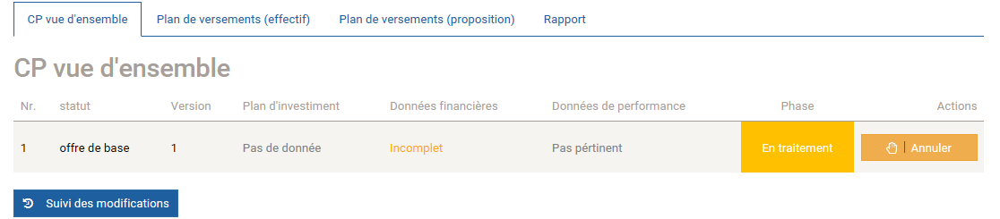 CP vue d'ensemble Plan de versements (effectif) Plan de versements (proposition) Rapport
CP vue d'ensemble
Nr. statut Version Plan d'investiment Données financières Données de performance Phase Actions
1 offre de base 1 Pas de donnée Incomplet Pas pértinent En traitement Annuler
Suivi des modifications